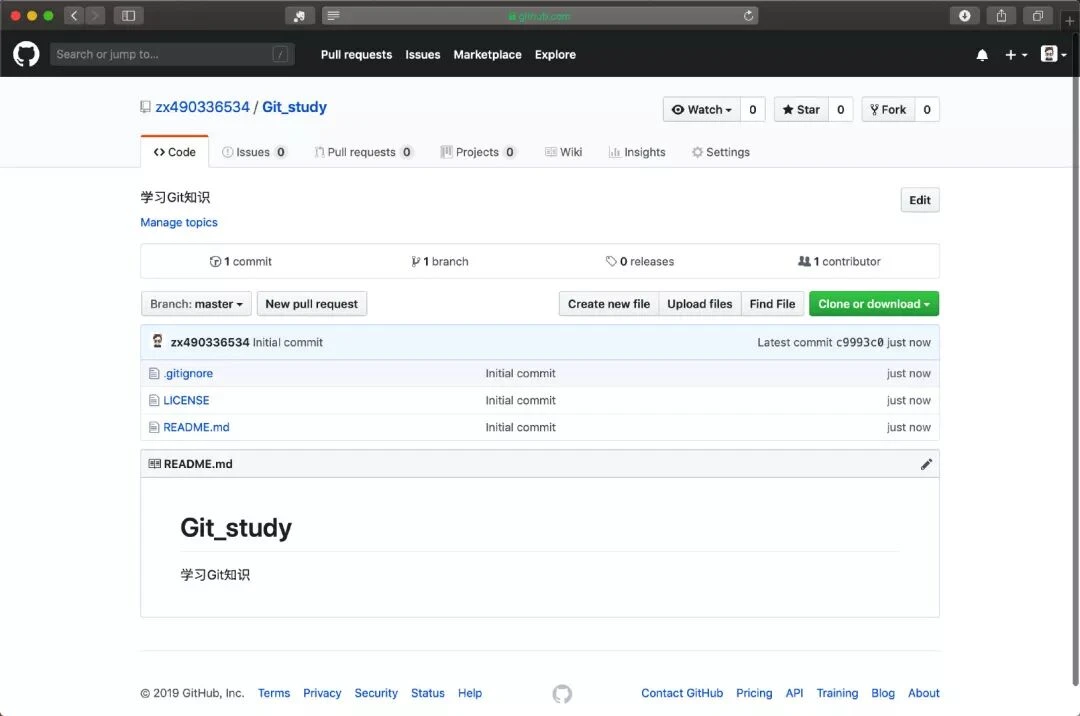 github.com
Search or jump to... /
Pull requests Issues Marketplace Explore
zx490336534 / Git_study
Watch 0 Star 0 Fork 0
Code Issues 0 Pull requests 0 Projects 0 Wiki Insights Settings
学习Git知识
Edit
Manage topics
1 commit 1 branch 0 releases 1 contributor
Branch: master New pull request Create new file Upload files Find File Clone or download
zx490336534 Initial commit Latest commit c9993c0 just now
.gitignore Initial commit just now
LICENSE Initial commit just now
README.md Initial commit just now
README.md
Git_study
学习Git知识
© 2019 GitHub, Inc. Terms Privacy Security Status Help Contact GitHub Pricing API Training Blog About